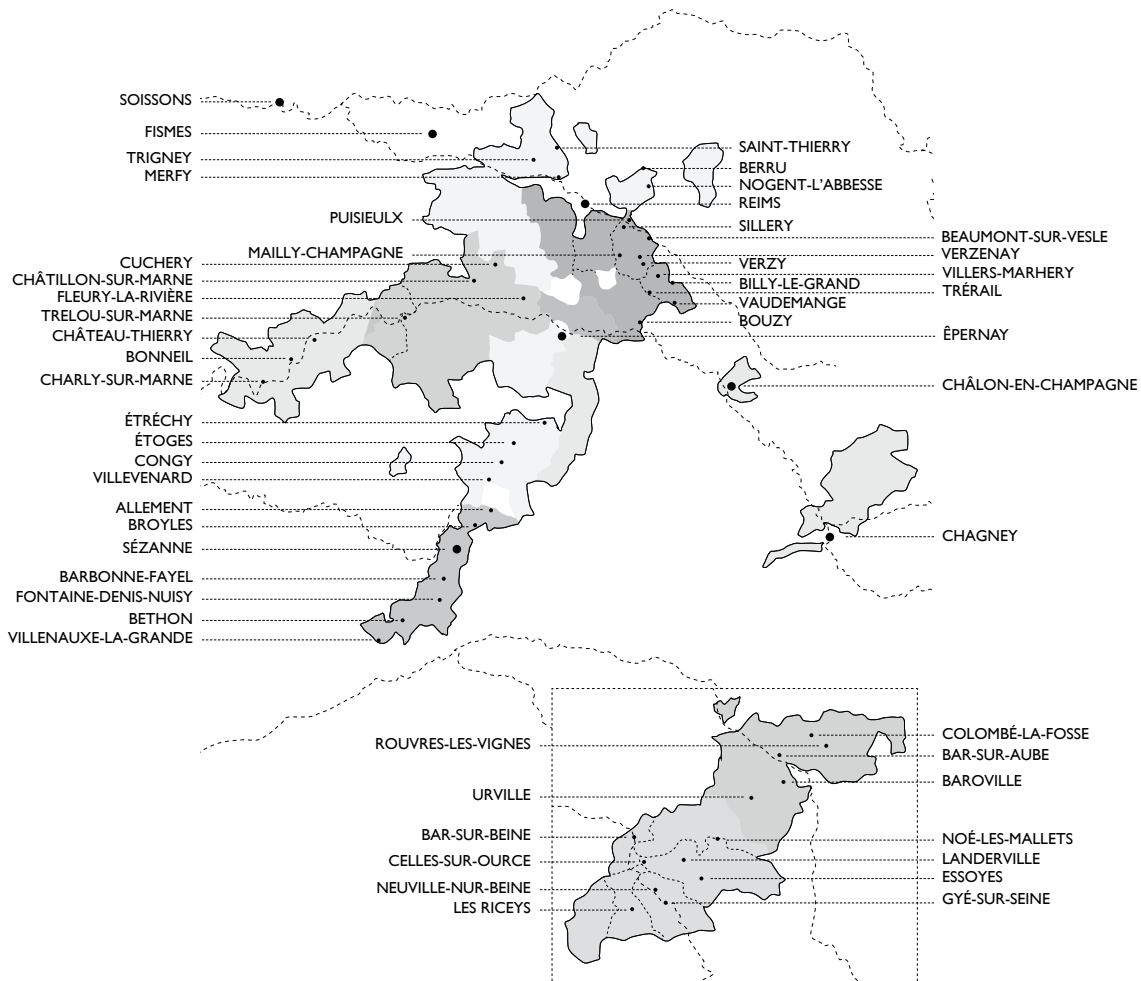 SOISSONS
FISMES
TRIGNEY
MERFY
PUISIEULX
MAILLY-CHAMPAGNE
CUCHERY
CHÂTILLON-SUR-MARNE
FLEURY-LA-RIVIÈRE
TRELOU-SUR-MARNE
CHÂTEAU-THIERRY
BONNEIL
CHARLY-SUR-MARNE
ÉTRÉCHY
ÉTOGES
CONGY
VILLEVENARD
ALLEMENT
BROYLES
SÉZANNE
BARBONNE-FAYEL
FONTAINE-DENIS-NUISY
BETHON
VILLENAUXE-LA-GRANDE
SAINT-THIERRY
BERRU
NOGENT-L'ABBESSE
REIMS
SILLERY
BEAUMONT-SUR-VESLE
VERZENAY
VERZY
VILLERS-MARHERY
BILLY-LE-GRAND
TRÉRAIL
VAUDEMANGE
BOUZY
ÊPERNAY
CHÂLON-EN-CHAMPAGNE
CHAGNEY
ROUVRES-LES-VIGNES
URVILLE
BAR-SUR-BEINE
CELLES-SUR-OURCE
NEUVILLE-NUR-BEINE
LES RICEYS
COLOMBÉ-LA-FOSSE
BAR-SUR-AUBE
BAROVILLE
NOÉ-LES-MALLETS
LANDERVILLE
ESSOYES
GYÉ-SUR-SEINE